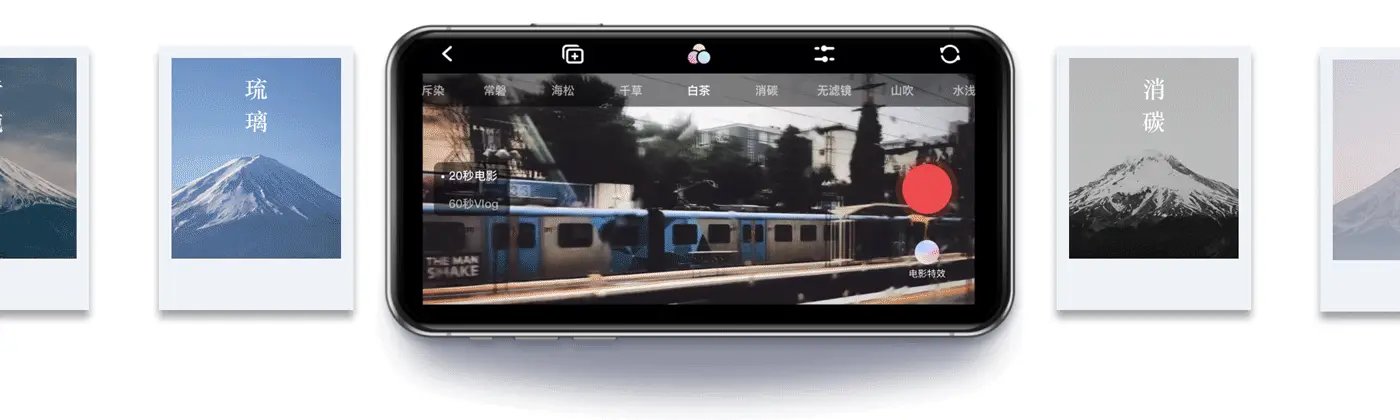 琉
璃
斥染 常磐 海松 千草 白茶 消碳 无滤镜 山吹 水浅
20秒电影
60秒Vlog
THE MAN
SHAKE
电影特效
消
碳